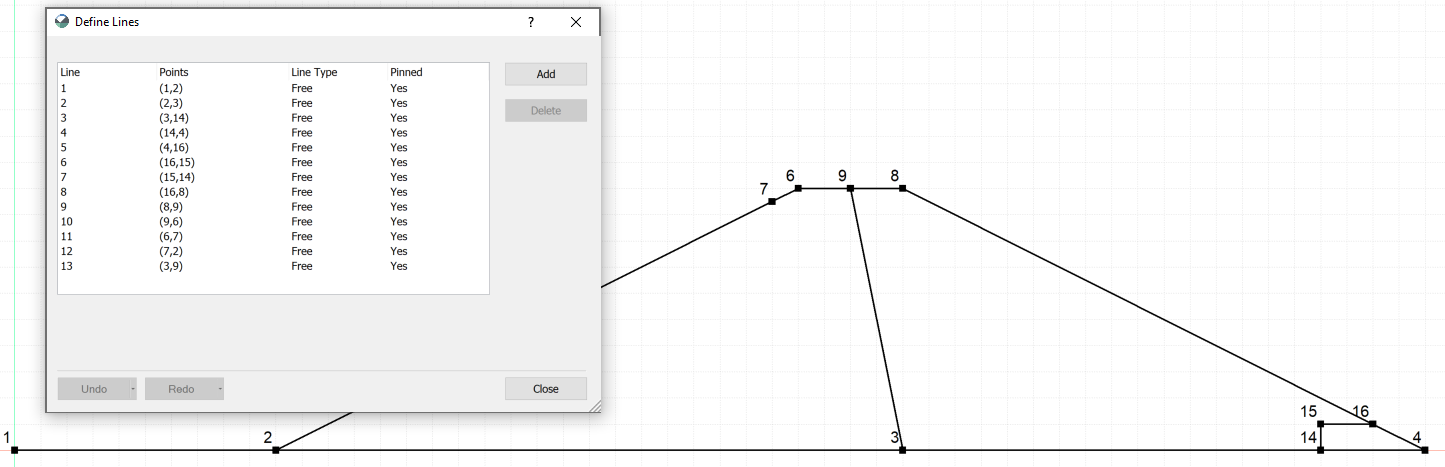 Define Lines
?
Line Points Line Type Pinned
1 (1,2) Free Yes
2 (2,3) Free Yes
3 (3,14) Free Yes
4 (14,4) Free Yes
5 (4,16) Free Yes
6 (16,15) Free Yes
7 (15,14) Free Yes
8 (16,8) Free Yes
9 (8,9) Free Yes
10 (9,6) Free Yes
11 (6,7) Free Yes
12 (7,2) Free Yes
13 (3,9) Free Yes
Add
Delete
Undo
Redo
Close
6 9 8
7
15 16
1 2 3 14 4